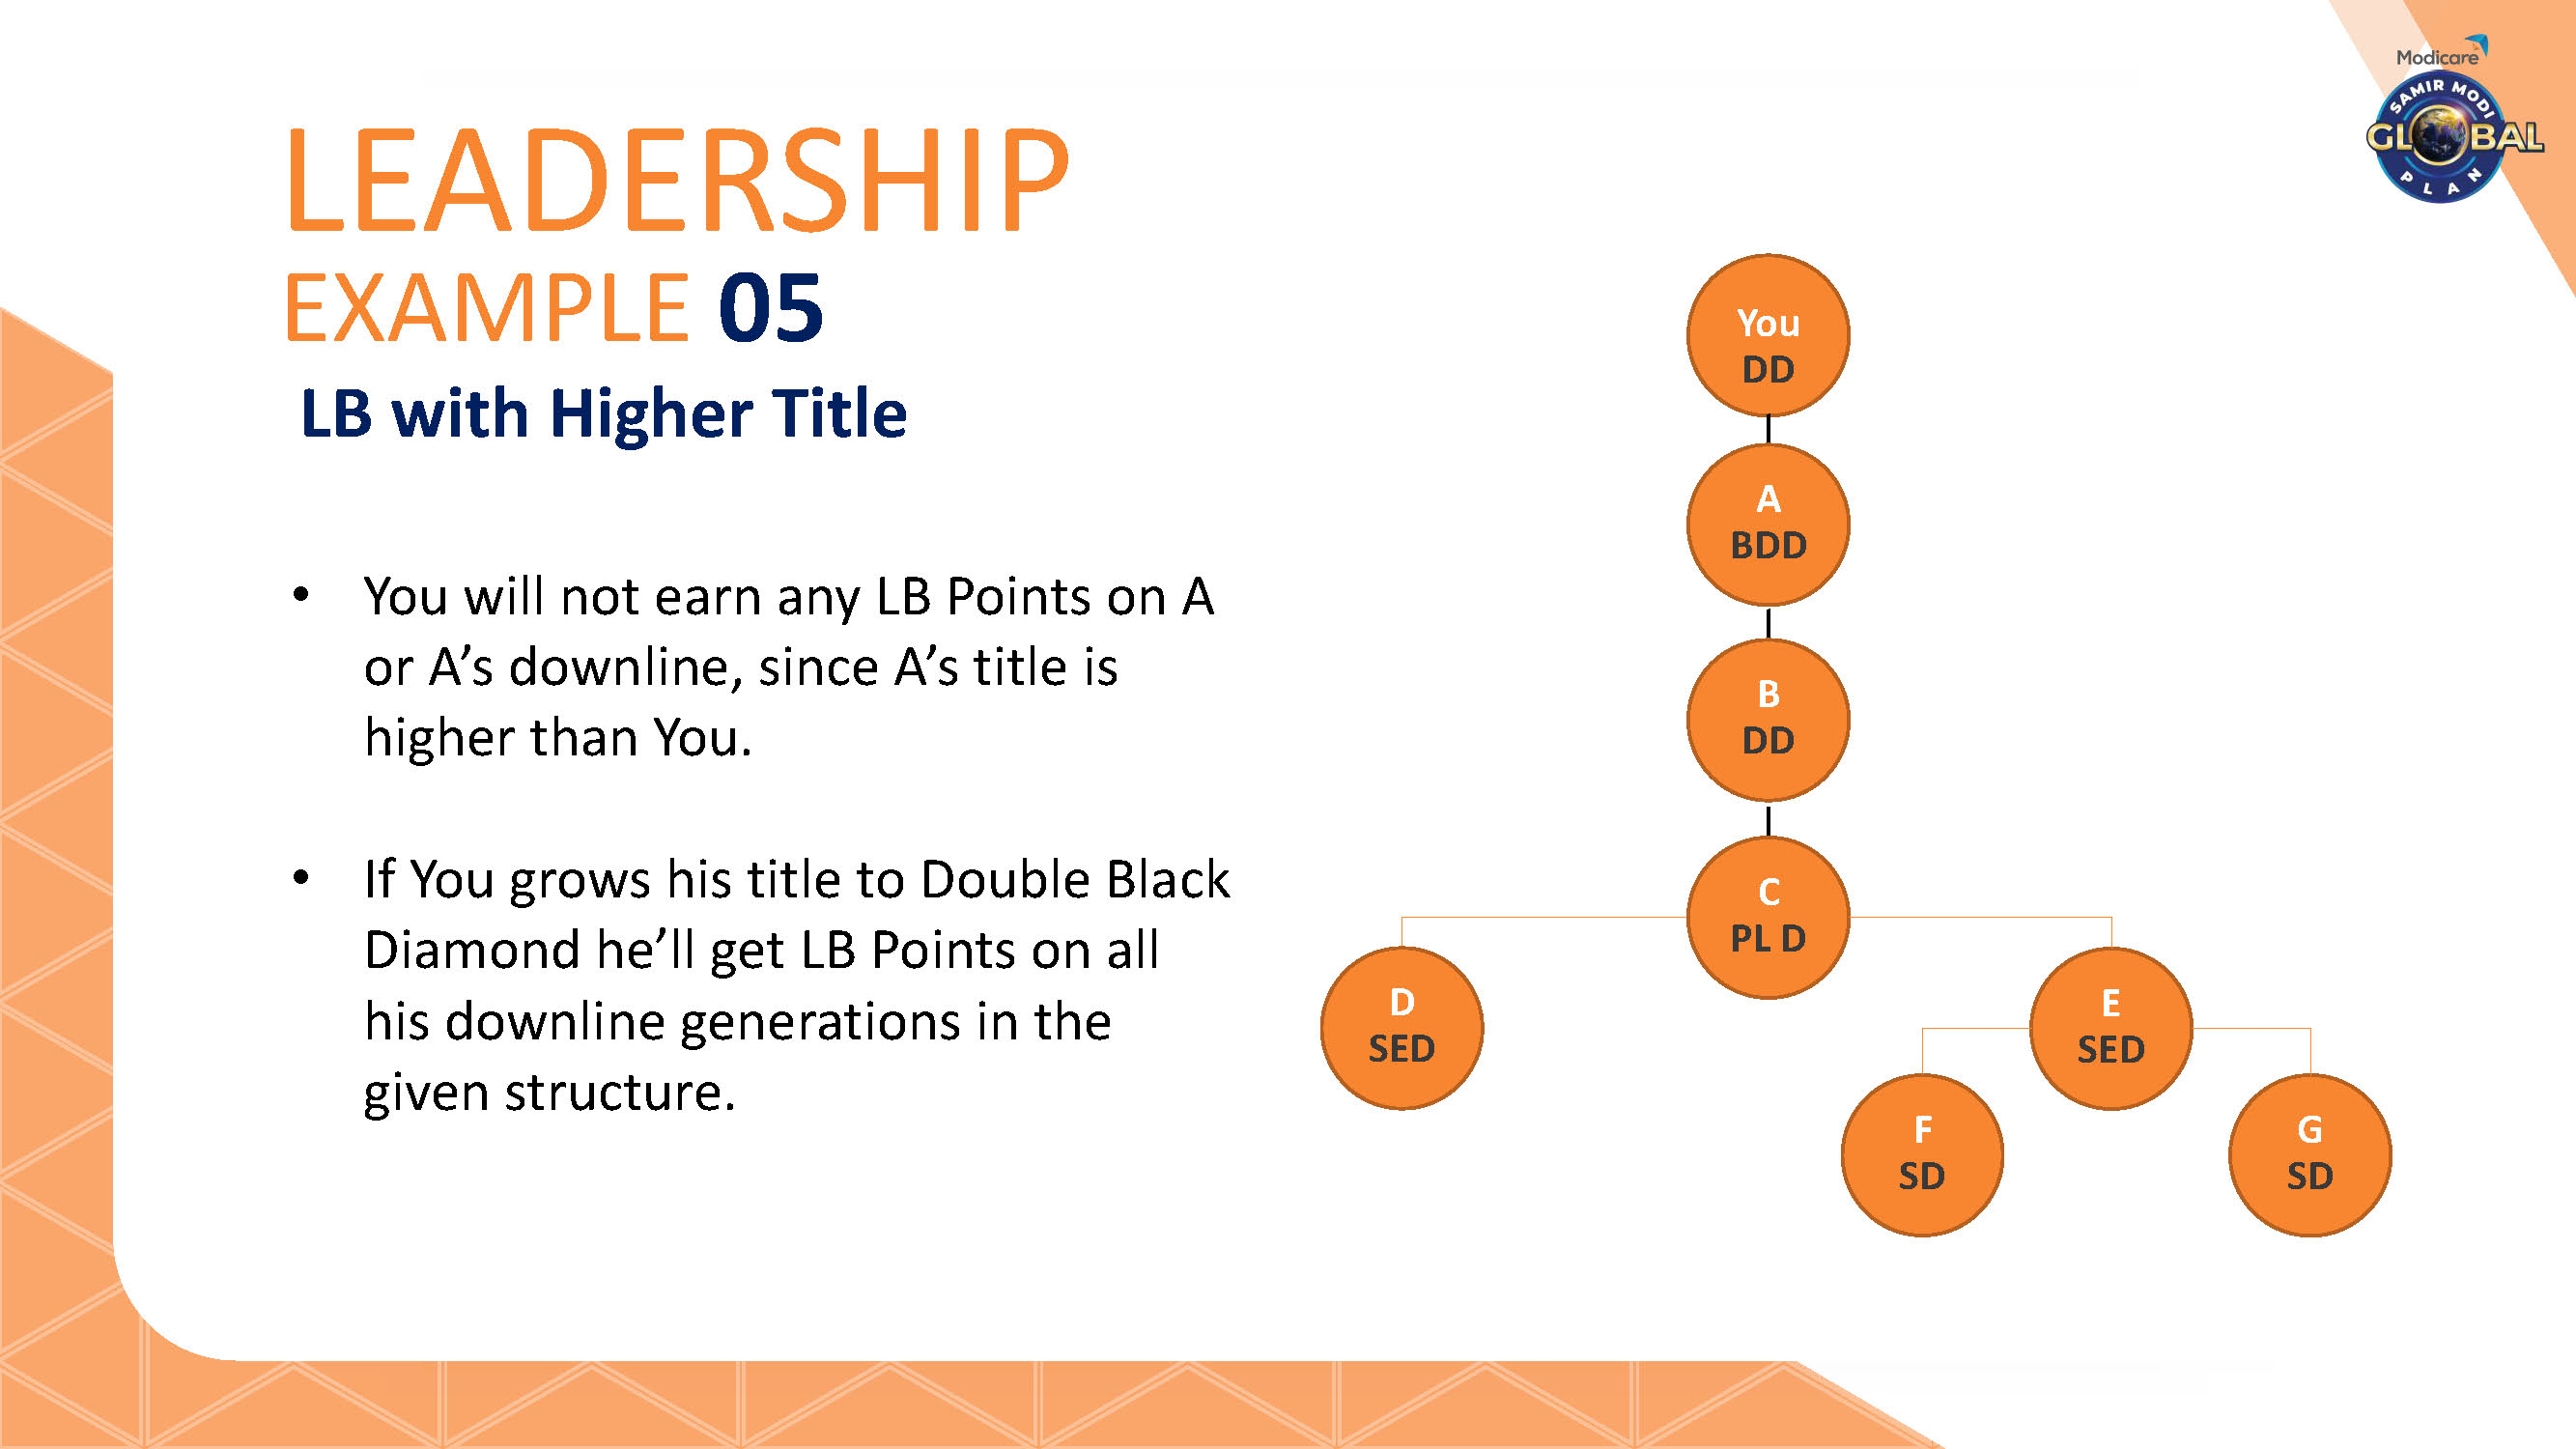 Modicare
SAMIR MODI
GLOBAL
PLAN
LEADERSHIP
EXAMPLE 05
LB with Higher Title
• You will not earn any LB Points on A
or A’s downline, since A’s title is
higher than You.
• If You grows his title to Double Black
Diamond he’ll get LB Points on all
his downline generations in the
given structure.
You
DD
A
BDD
B
DD
C
PL D
D
SED
E
SED
F
SD
G
SD